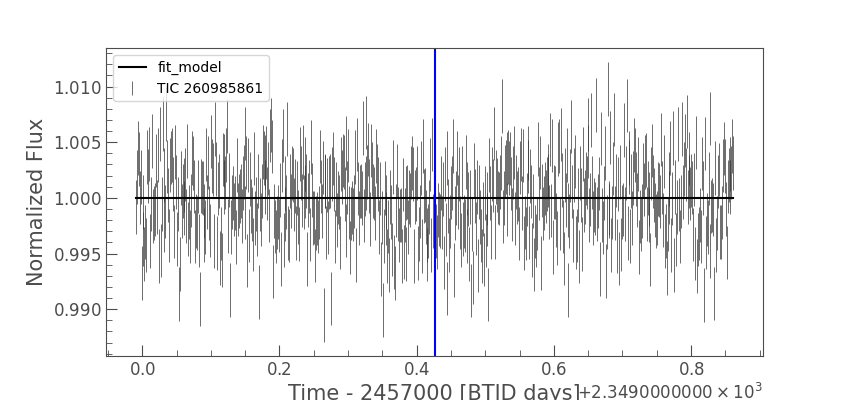 fit_model
TIC 260985861
Normalized Flux
1.010
1.005
1.000
0.995
0.990
0.0 0.2 0.4 0.6 0.8
Time - 2457000 [BTJD days]
+2.3490000000 × 10³